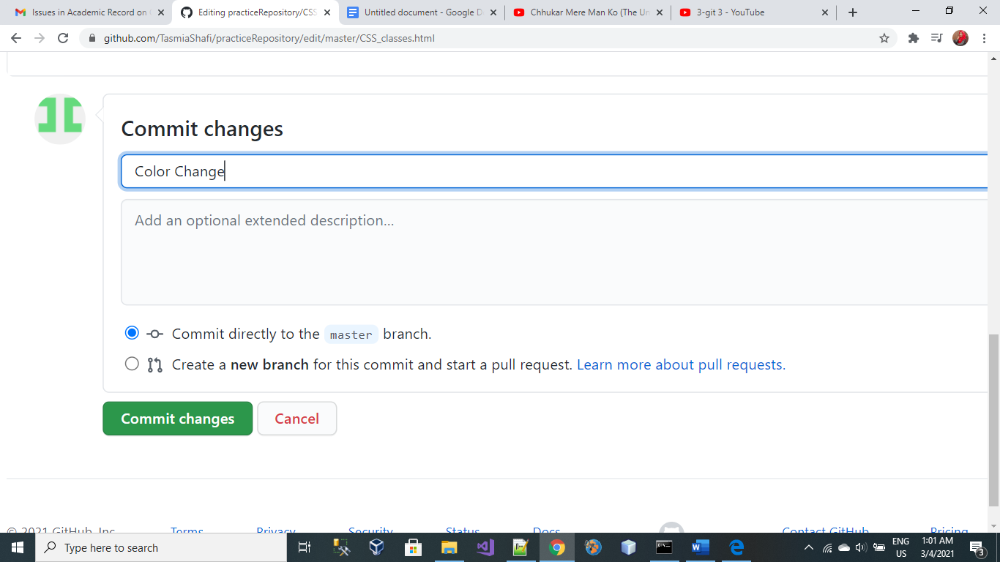 Issues in Academic Record on
Editing practiceRepository/CSS
Untitled document - Google D
Chhukar Mere Man Ko (The Un
3-git 3 - YouTube
github.com/TasmiaShafi/practiceRepository/edit/master/CSS_classes.html
Commit changes
Color Change
Add an optional extended description...
Commit directly to the master branch.
Create a new branch for this commit and start a pull request. Learn more about pull requests.
Commit changes
Cancel
© 2021 GitHub, Inc.
Terms
Privacy
Security
Status
Docs
Contact GitHub
Pricing
Type here to search
ENG
US
1:01 AM
3/4/2021
3